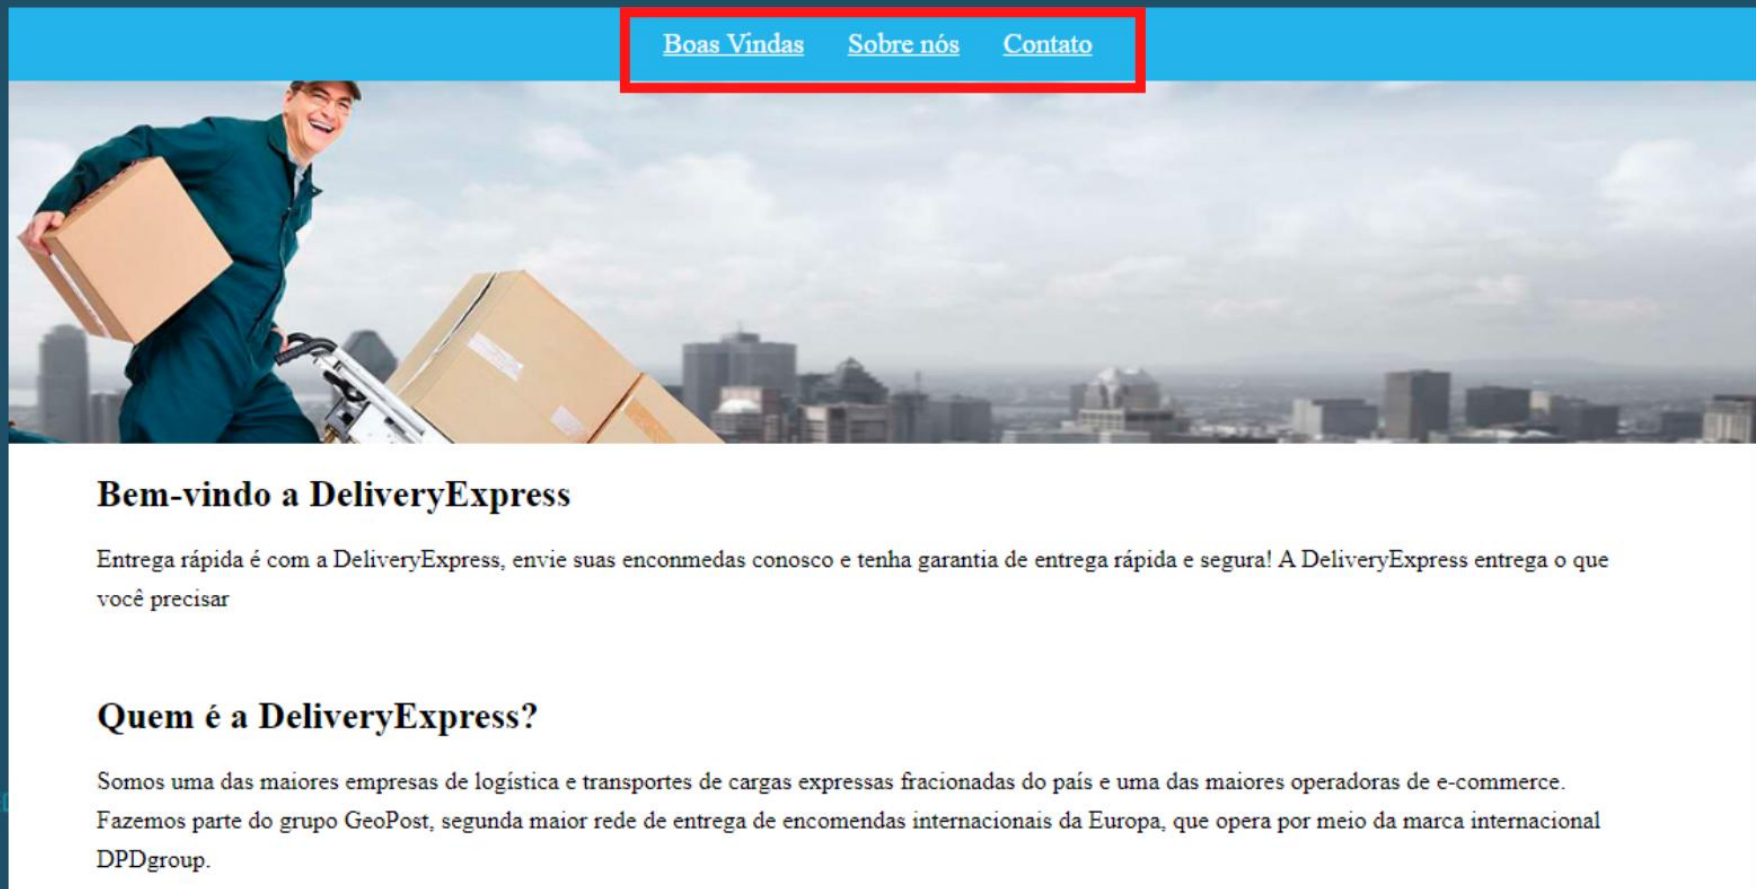 Boas Vindas Sobre nós Contato
Bem-vindo a DeliveryExpress
Entrega rápida é com a DeliveryExpress, envie suas enconmedas conosco e tenha garantia de entrega rápida e segura! A DeliveryExpress entrega o que
você precisar
Quem é a DeliveryExpress?
Somos uma das maiores empresas de logística e transportes de cargas expressas fracionadas do país e uma das maiores operadoras de e-commerce.
Fazemos parte do grupo GeoPost, segunda maior rede de entrega de encomendas internacionais da Europa, que opera por meio da marca internacional
DPDgroup.